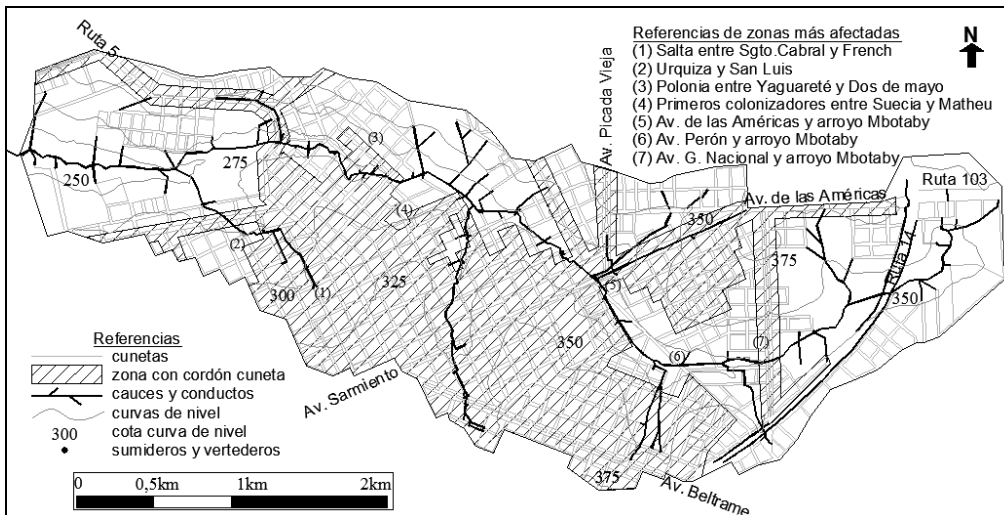 Referencias de zonas más afectadas
(1) Salta entre Sgto.Cabral y French
(2) Urquiza y San Luis
(3) Polonia entre Yaguareté y Dos de mayo
(4) Primeros colonizadores entre Suecia y Matheu
(5) Av. de las Américas y arroyo Mbotaby
(6) Av. Perón y arroyo Mbotaby
(7) Av. G. Nacional y arroyo Mbotaby
N
Ruta 5
Av. Picada Vieja
Ruta 103
Av. de las Américas
Ruta 14
250
275
(3)
(4)
350
375
350
(2)
(1)
300
325
(5)
350
(6)
(7)
Av. Sarmiento
375
Av. Beltrame
Referencias
cunetas
zona con cordón cuneta
cauces y conductos
curvas de nivel
300 cota curva de nivel
sumideros y vertederos
0 0,5km 1km 2km